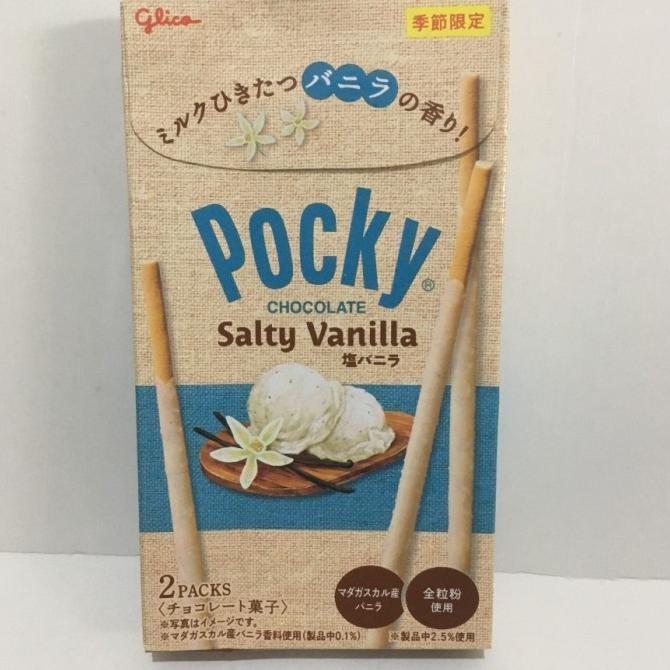 glico
季節限定
ミルクひきたつバニラの香り!
Pocky®
CHOCOLATE
Salty Vanilla
塩バニラ
2 PACKS
〈チョコレート菓子〉
※写真はイメージです。
※マダガスカル産バニラ香料使用(製品中0.1%)
マダガスカル産
バニラ
全粒粉
使用
※製品中2.5%使用